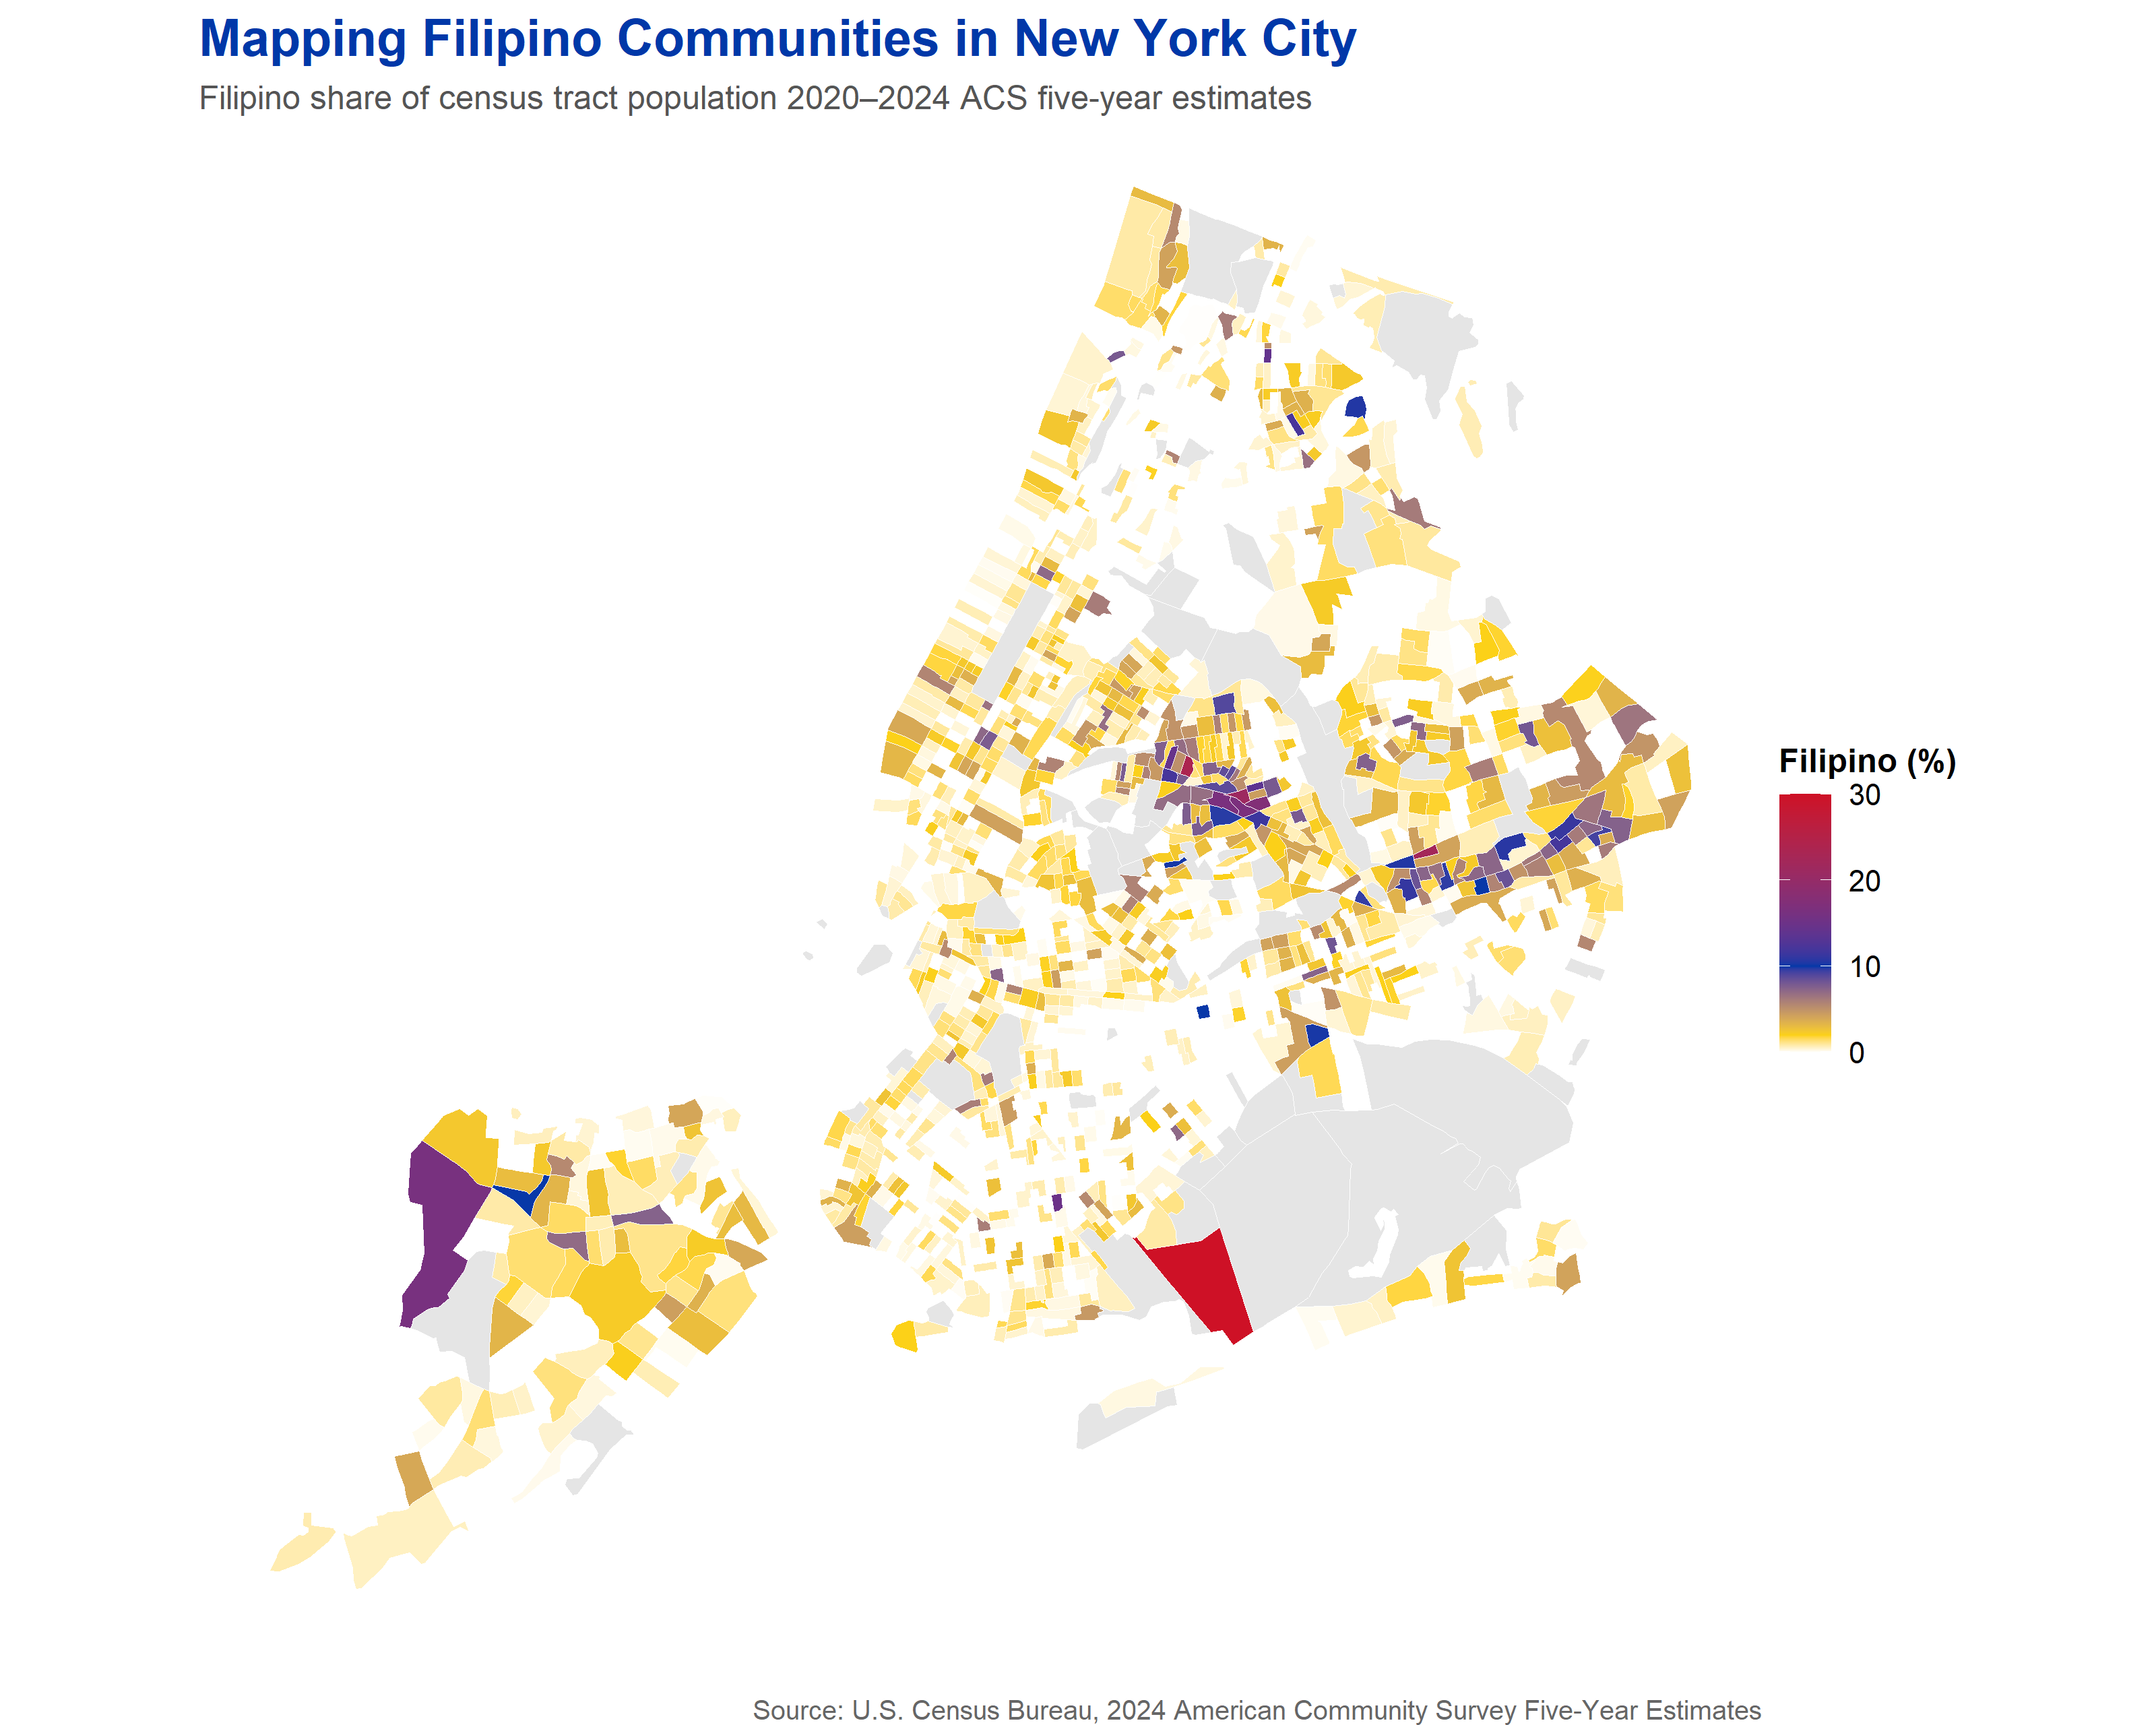 Mapping Filipino Communities in New York City
Filipino share of census tract population 2020–2024 ACS five-year estimates
Filipino (%)
30
20
10
0
Source: U.S. Census Bureau, 2024 American Community Survey Five-Year Estimates